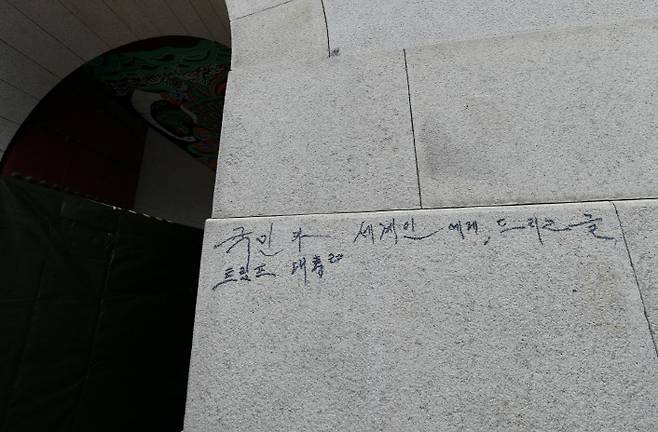 국민과 세계인 에게, 드리는 글
트럼프 대통령